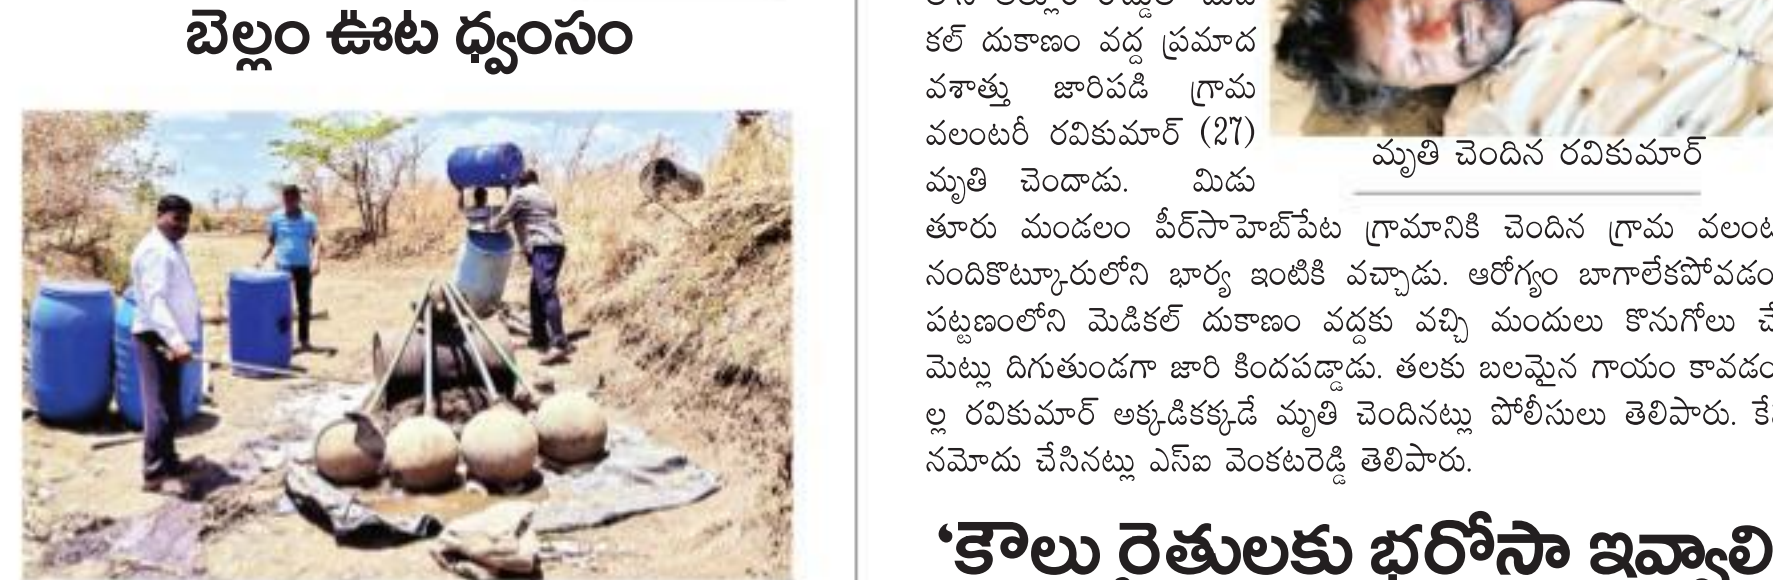 బెల్లం ఊట ధ్వంసం
కల్ దుకాణం వద్ద ప్రమాద
వశాత్తు జారిపడి గ్రామ
వలంటరీ రవికుమార్ (27)
మృతి చెందాడు. మిడు
తూరు మండలం పీర్‌సాహెబ్‌పేట గ్రామానికి చెందిన గ్రామ
నందికొట్కూరులోని భార్య ఇంటికి వచ్చాడు. ఆరోగ్యం బాగాలేకపోవడం
పట్టణంలోని మెడికల్ దుకాణం వద్దకు వచ్చి మందులు కొనుగోలు
మెట్లు దిగుతుండగా జారి కిందపడ్డాడు. తలకు బలమైన గాయం కావడం
ల్ల రవికుమార్ అక్కడికక్కడే మృతి చెందినట్లు పోలీసులు తెలిపారు.
నమోదు చేసినట్లు ఎస్ఐ వెంకటరెడ్డి తెలిపారు.
మృతి చెందిన రవికుమార్
‘కౌలు రైతులకు భరోసా ఇవ్వాలి